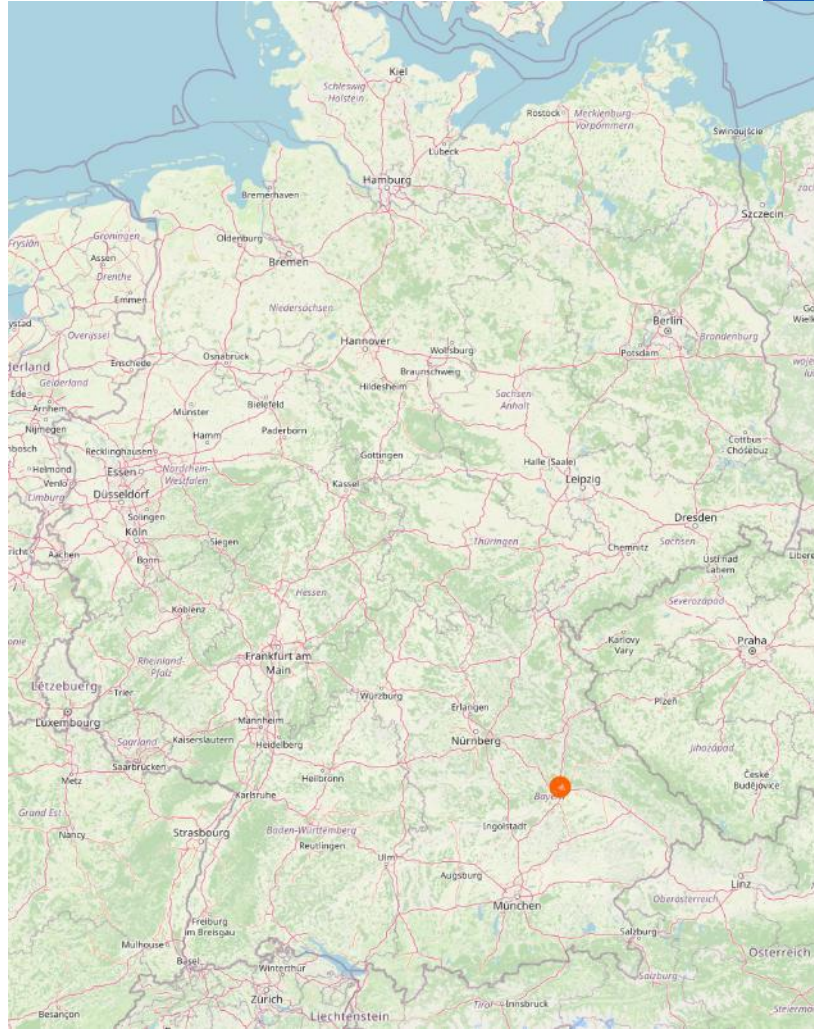 Kiel
Schleswig
Holstein
Rostock
Mecklenburg
Vorpommern
Świnoujście
Lübeck
Hamburg
Szczecin
Bremerhaven
Groningen
Fryslân
Oldenburg
Assen
Bremen
Drenthe
Emmen
Niedersachsen
Berlin
Overijssel
Hannover
Wolfsburg
Brandenburg
Osnabrück
Potsdam
Enschede
Braunschweig
derland
Gelderland
Hildesheim
Ede
Sachsen-
Anhalt
Arnhem
Münster
Bielefeld
Nijmegen
Hamm
Paderborn
Cottbus
Chóśebuz
Recklinghausen
Göttingen
Halle (Saale)
Helmond
Essen
Nordrhein-
Westfalen
Venlo
Kassel
Leipzig
Limburg
Düsseldorf
Solingen
Dresden
Köln
Siegen
Thüringen
Chemnitz
Sachsen
Aachen
Bonn
Ústí nad
Labem
Hessen
Severozápad
Koblenz
Karlovy
Vary
Praha
Frankfurt am
Main
Rheinland-
Pfalz
Lëtzebuerg
Trier
Würzburg
Plzeň
Luxembourg
Erlangen
Mannheim
Saarland
Kaiserslautern
Heidelberg
Nürnberg
Jihozápad
Saarbrücken
Metz
Heilbronn
České
Budějovice
Karlsruhe
Grand Est
Ingolstadt
Nancy
Strasbourg
Baden-Württemberg
Reutlingen
Ulm
Augsburg
Linz
München
Oberösterreich
Freiburg
im Breisgau
Salzburg
Mulhouse
Österreich
Basel
Winterthur
Salzburg
Zürich
Tirol
Innsbruck
Besançon
Liechtenstein